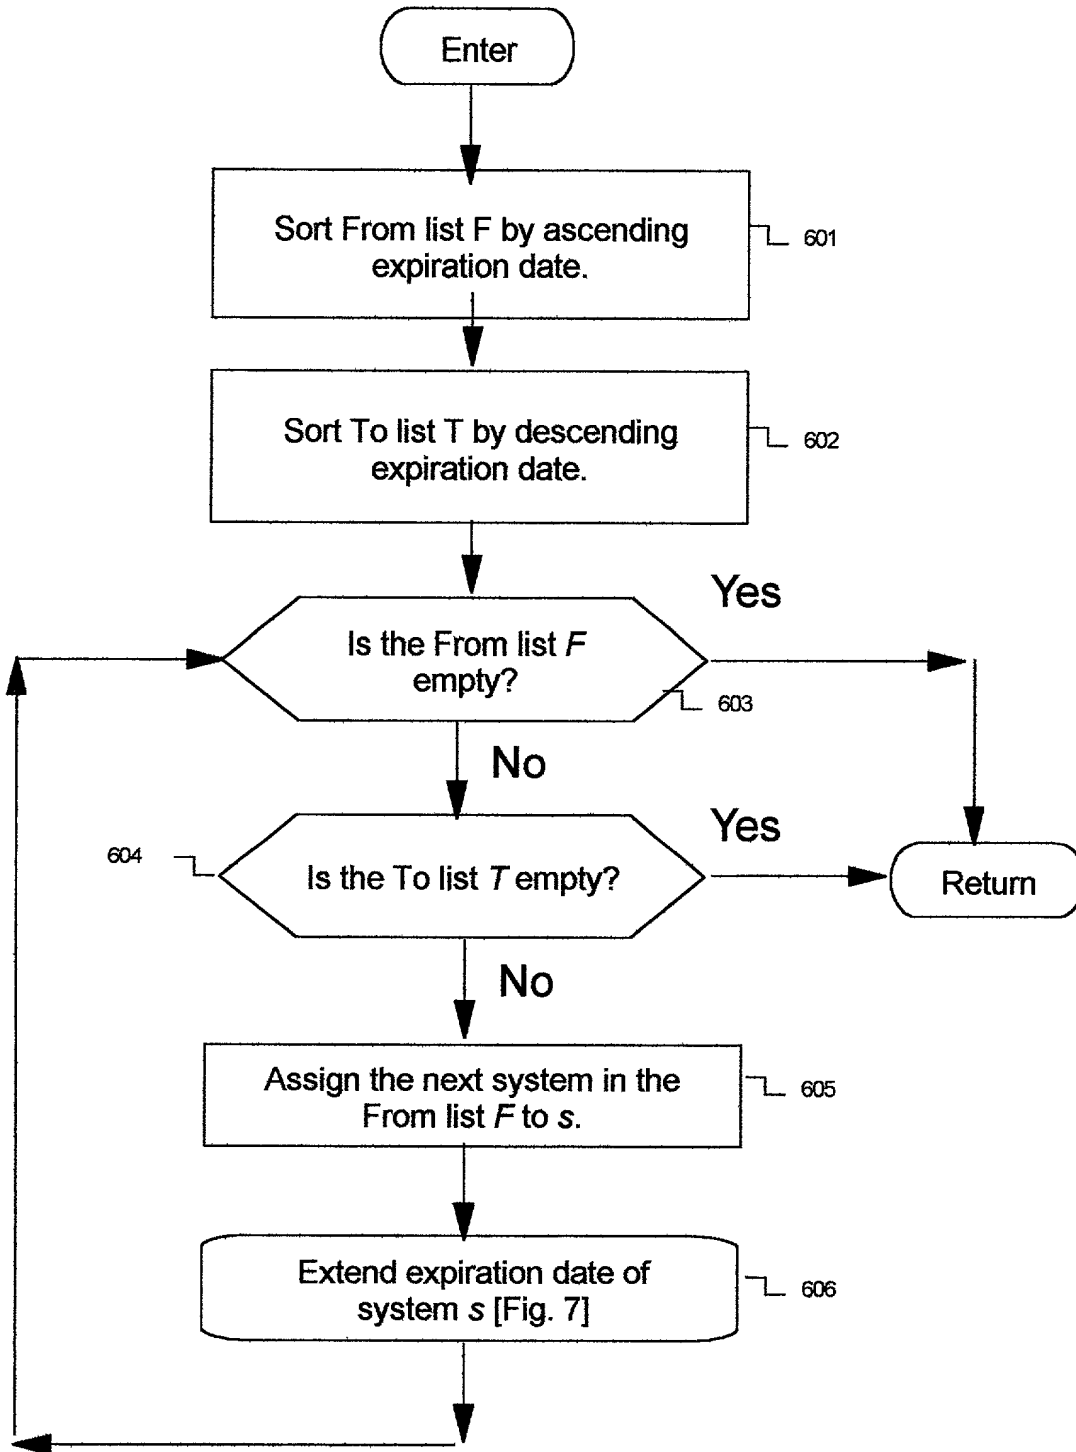 Enter
Sort From list F by ascending
expiration date.
601
Sort To list T by descending
expiration date.
602
Yes
Is the From list F
empty?
603
No
Yes
604
Is the To list T empty?
Return
No
Assign the next system in the
From list F to s.
605
Extend expiration date of
system s [Fig. 7]
606